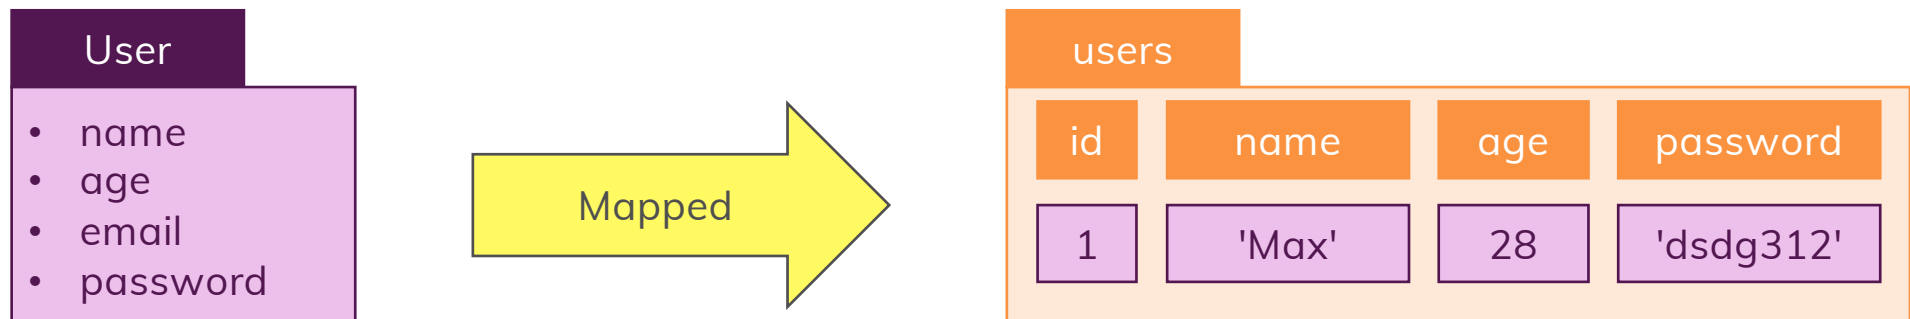 User
• name
• age
• email
• password
Mapped
users
id name age password
1 'Max' 28 'dsdg312'